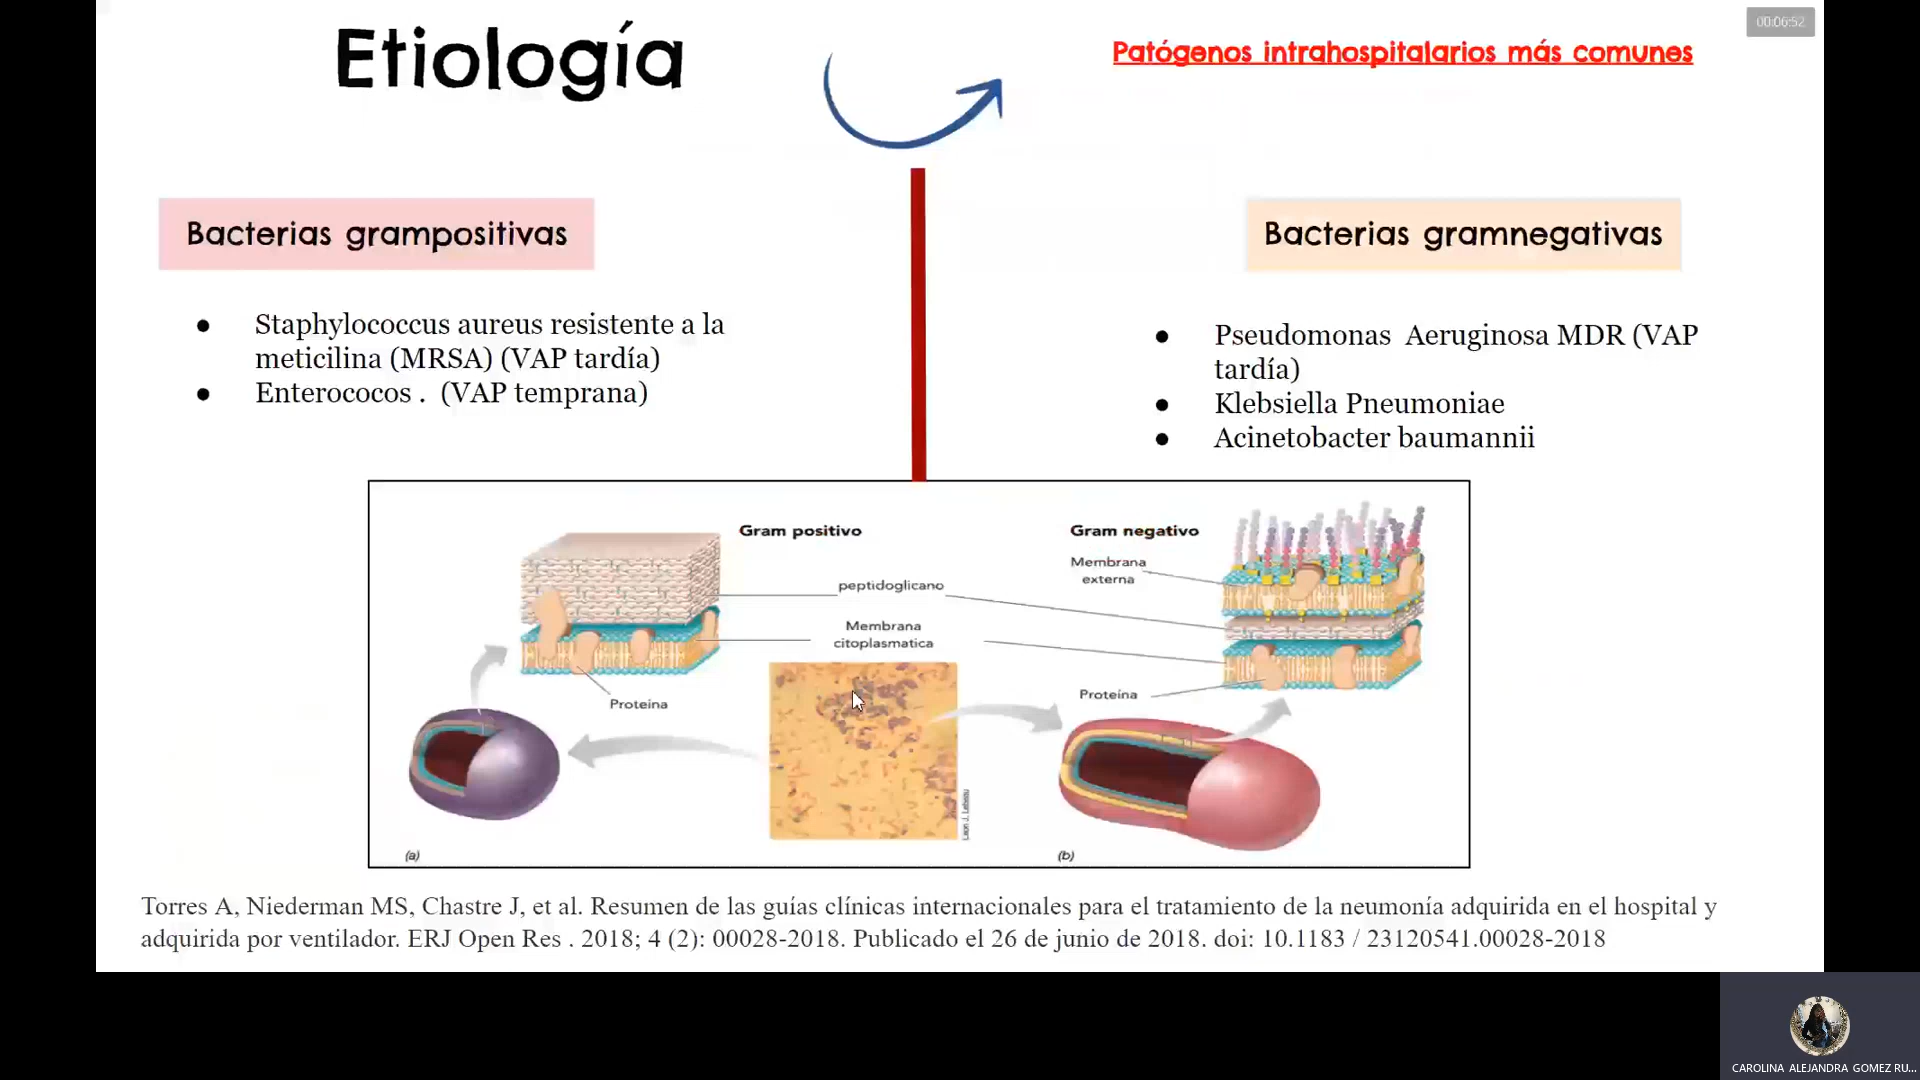 Etiología
Patógenos intrahospitalarios más comunes
00:06:52
Bacterias grampositivas
Bacterias gramnegativas
● Staphylococcus aureus resistente a la
meticilina (MRSA) (VAP tardía)
● Enterococos . (VAP temprana)
● Pseudomonas Aeruginosa MDR (VAP
tardía)
● Klebsiella Pneumoniae
● Acinetobacter baumannii
Gram positivo
Gram negativo
Membrana
externa
peptidoglicano
Membrana
citoplasmatica
Proteina
Proteína
Leon J. Lebeau
(a)
(b)
Torres A, Niederman MS, Chastre J, et al. Resumen de las guías clínicas internacionales para el tratamiento de la neumonía adquirida en el hospital y
adquirida por ventilador. ERJ Open Res . 2018; 4 (2): 00028-2018. Publicado el 26 de junio de 2018. doi: 10.1183 / 23120541.00028-2018
CAROLINA ALEJANDRA GOMEZ RU...